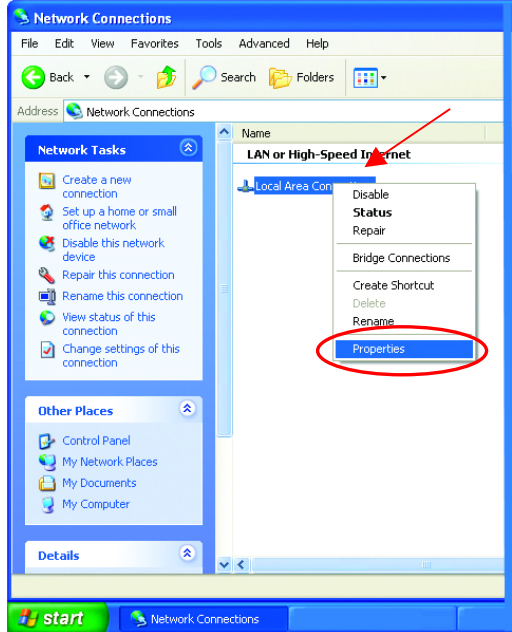 Network Connections
File Edit View Favorites Tools Advanced Help
Back Search Folders
Address Network Connections
Network Tasks
Create a new
connection
Set up a home or small
office network
Disable this network
device
Repair this connection
Rename this connection
View status of this
connection
Change settings of this
connection
Other Places
Control Panel
My Network Places
My Documents
My Computer
Details
Name
LAN or High-Speed Internet
Local Area Con
Disable
Status
Repair
Bridge Connections
Create Shortcut
Delete
Rename
Properties
start Network Connections